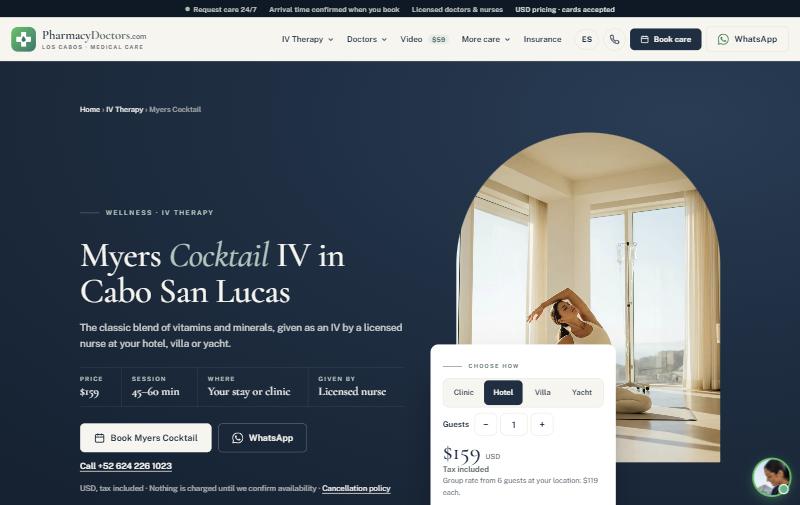 Request care 24/7 Arrival time confirmed when you book Licensed doctors & nurses USD pricing · cards accepted
PharmacyDoctors.com
LOS CABOS · MEDICAL CARE
IV Therapy Doctors Video $59 More care Insurance ES Book care WhatsApp
Home › IV Therapy › Myers Cocktail
WELLNESS · IV THERAPY
Myers Cocktail IV in
Cabo San Lucas
The classic blend of vitamins and minerals, given as an IV by a licensed
nurse at your hotel, villa or yacht.
PRICE SESSION WHERE GIVEN BY
$159 45–60 min Your stay or clinic Licensed nurse
Book Myers Cocktail WhatsApp
Call +52 624 226 1023
USD, tax included · Nothing is charged until we confirm availability · Cancellation policy
CHOOSE HOW
Clinic Hotel Villa Yacht
Guests − 1 +
$159 USD
Tax included
Group rate from 6 guests at your location: $119
each.